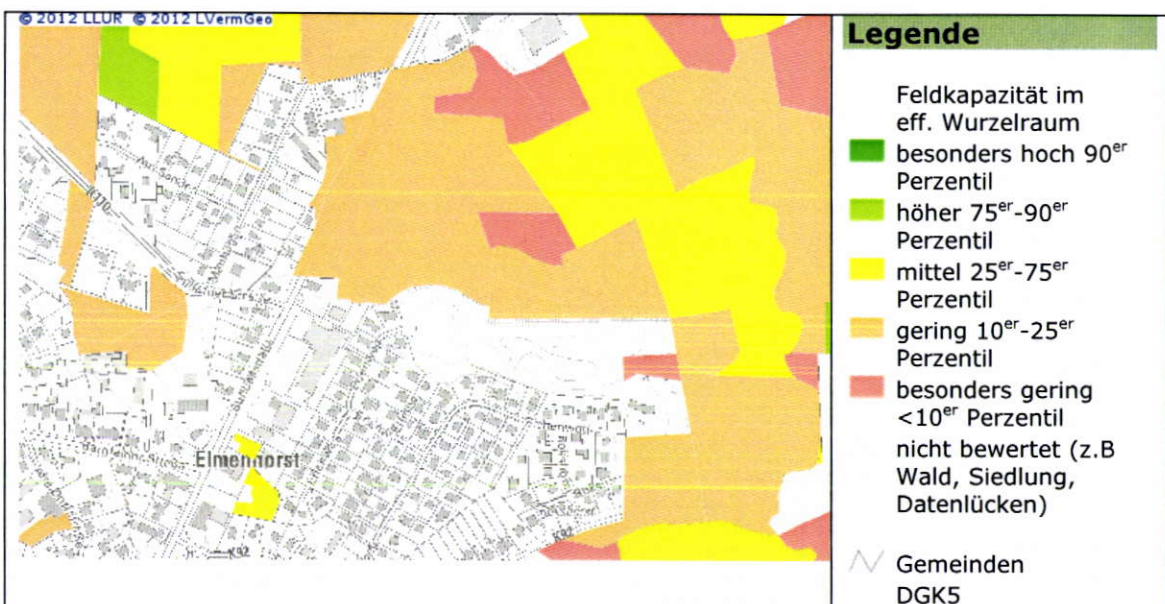 © 2012 LLUR © 2012 LVermGeo
Elmenhorst
K92
Legende
Feldkapazität im
eff. Wurzelraum
besonders hoch 90er
Perzentil
höher 75er-90er
Perzentil
mittel 25er-75er
Perzentil
gering 10er-25er
Perzentil
besonders gering
<10er Perzentil
nicht bewertet (z.B
Wald, Siedlung,
Datenlücken)
Gemeinden
DGK5